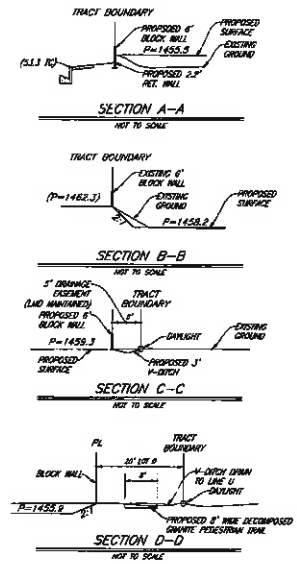 TRACT BOUNDARY
PROPOSED 6'
BLOCK WALL
P=1455.5
PROPOSED
SURFACE
EXISTING
GROUND
PROPOSED 2.2'
RET. WALL
SECTION A-A
NOT TO SCALE
TRACT BOUNDARY
EXISTING 6'
BLOCK WALL
(P=1462.3)
EXISTING
GROUND
PROPOSED
SURFACE
2:1
P=1458.2
SECTION B-B
NOT TO SCALE
5' DRAINAGE
EASEMENT
(LMD MAINTAINED)
TRACT
BOUNDARY
PROPOSED 6'
BLOCK WALL
5'
DAYLIGHT
EXISTING
GROUND
P=1459.3
PROPOSED
SURFACE
PROPOSED 3'
V-DITCH
SECTION C-C
NOT TO SCALE
PL
TRACT
BOUNDARY
20' LOT B
BLOCK WALL
8'
V-DITCH DRAIN
TO LINE U
DAYLIGHT
P=1455.9
2:1
PROPOSED 8' WIDE DECOMPOSED
GRANITE PEDESTRIAN TRAIL
SECTION D-D
NOT TO SCALE